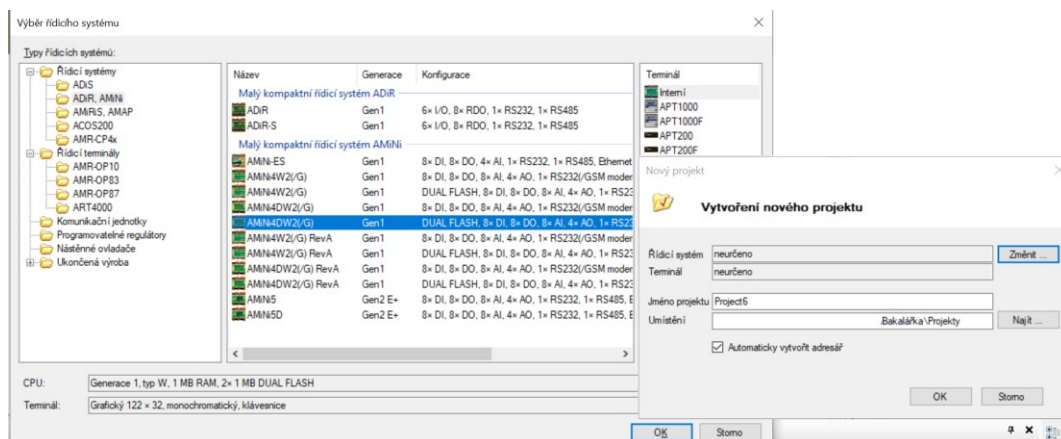 Výběr řídicího systému
Typy řídicích systémů:
Řídicí systémy
ADiS
ADiR, AMiNi
AMiRiS, AMAP
ACOS200
AMR-CP4x
Řídicí terminály
AMR-OP10
AMR-OP83
AMR-OP87
ART4000
Komunikační jednotky
Programovatelné regulátory
Nástěnné ovladače
Ukončená výroba
Název Generace Konfigurace
Malý kompaktní řídicí systém ADiR
ADiR Gen1 6× I/O, 8× RDO, 1× RS232, 1× RS485
ADiR-S Gen1 6× I/O, 8× RDO, 1× RS232, 1× RS485
Malý kompaktní řídicí systém AMiNi
AMiNi-ES Gen1 8× DI, 8× DO, 4× AI, 1× RS232, 1× RS485, Ethernet
AMiNi4W2(/G) Gen1 8× DI, 8× DO, 8× AI, 4× AO, 1× RS232(/GSM moder
AMiNi4W2(/G) Gen1 DUAL FLASH, 8× DI, 8× DO, 8× AI, 4× AO, 1× RS23
AMiNi4DW2(/G) Gen1 8× DI, 8× DO, 8× AI, 4× AO, 1× RS232(/GSM moder
AMiNi4DW2(/G) Gen1 DUAL FLASH, 8× DI, 8× DO, 8× AI, 4× AO, 1× RS23
AMiNi4W2(/G) RevA Gen1 8× DI, 8× DO, 8× AI, 4× AO, 1× RS232(/GSM moder
AMiNi4W2(/G) RevA Gen1 DUAL FLASH, 8× DI, 8× DO, 8× AI, 4× AO, 1× RS23
AMiNi4DW2(/G) RevA Gen1 8× DI, 8× DO, 8× AI, 4× AO, 1× RS232(/GSM moder
AMiNi4DW2(/G) RevA Gen1 DUAL FLASH, 8× DI, 8× DO, 8× AI, 4× AO, 1× RS23
AMiNi5 Gen2 E+ 8× DI, 8× DO, 8× AI, 4× AO, 1× RS232, 1× RS485, E
AMiNi5D Gen2 E+ 8× DI, 8× DO, 8× AI, 4× AO, 1× RS232, 1× RS485, E
Terminál
Interní
APT1000
APT1000F
APT200
APT200F
CPU: Generace 1, typ W, 1 MB RAM, 2× 1 MB DUAL FLASH
Terminál: Grafický 122 × 32, monochromatický, klávesnice
OK Storno
Nový projekt
Vytvoření nového projektu
Řídicí systém neurčeno Změnit ...
Terminál neurčeno
Jméno projektu Project6
Umístění .Bakalářka\Projekty Najít ...
Automaticky vytvořit adresář
OK Storno